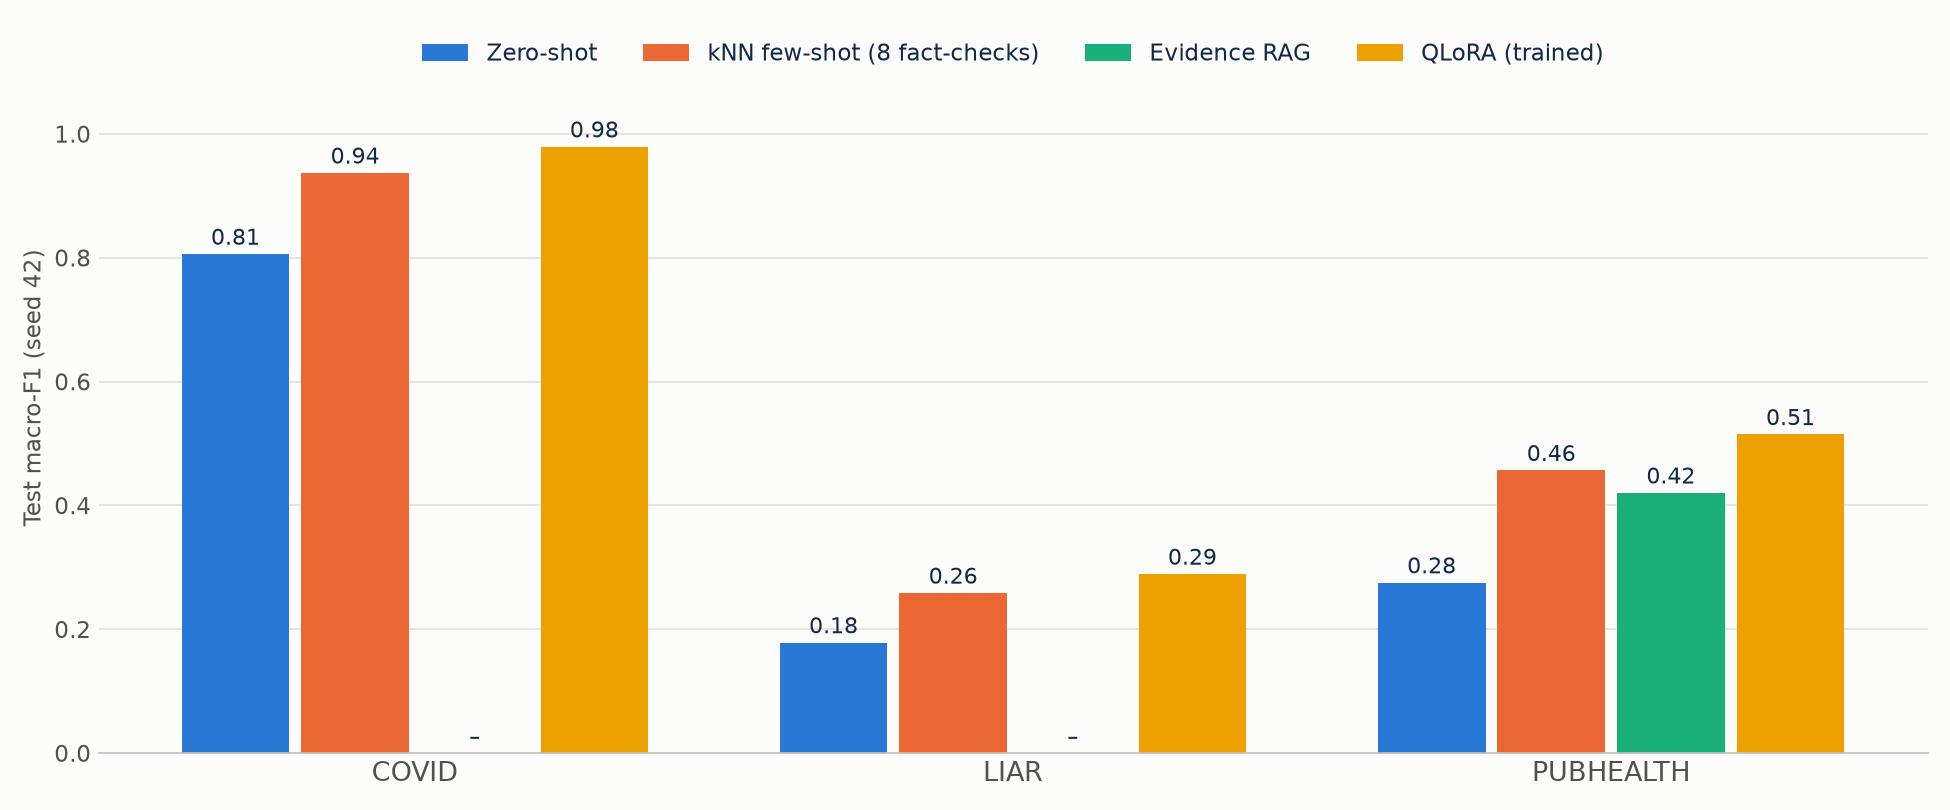 Zero-shot kNN few-shot (8 fact-checks) Evidence RAG QLoRA (trained)
Test macro-F1 (seed 42)
1.0
0.8
0.6
0.4
0.2
0.0
0.81 0.94 – 0.98
0.18 0.26 – 0.29
0.28 0.46 0.42 0.51
COVID LIAR PUBHEALTH